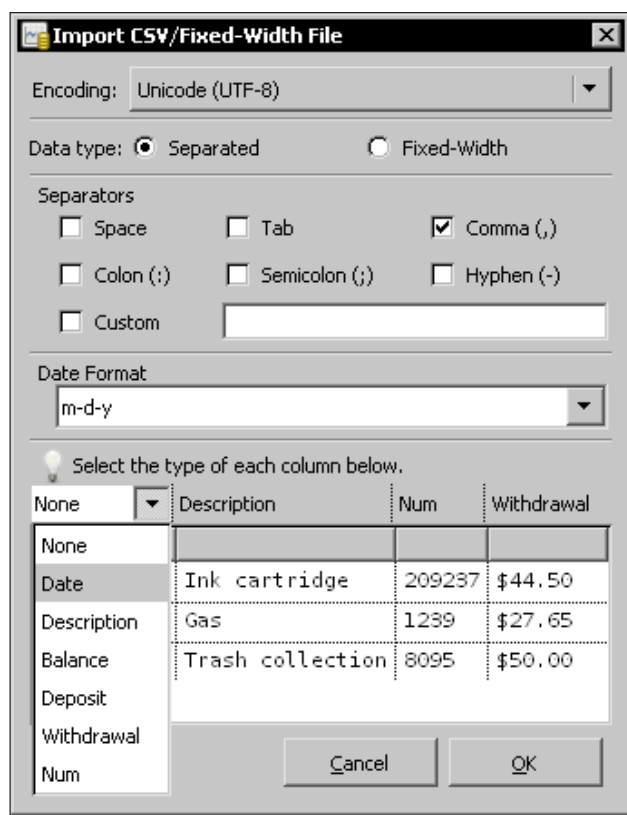 Import CSV/Fixed-Width File
Encoding: Unicode (UTF-8)
Data type: Separated Fixed-Width
Separators
Space Tab Comma (,)
Colon (:) Semicolon (;) Hyphen (-)
Custom
Date Format
m-d-y
Select the type of each column below.
None Description Num Withdrawal
None
Date Ink cartridge 209237 $44.50
Description Gas 1239 $27.65
Balance Trash collection 8095 $50.00
Deposit
Withdrawal
Num
Cancel OK